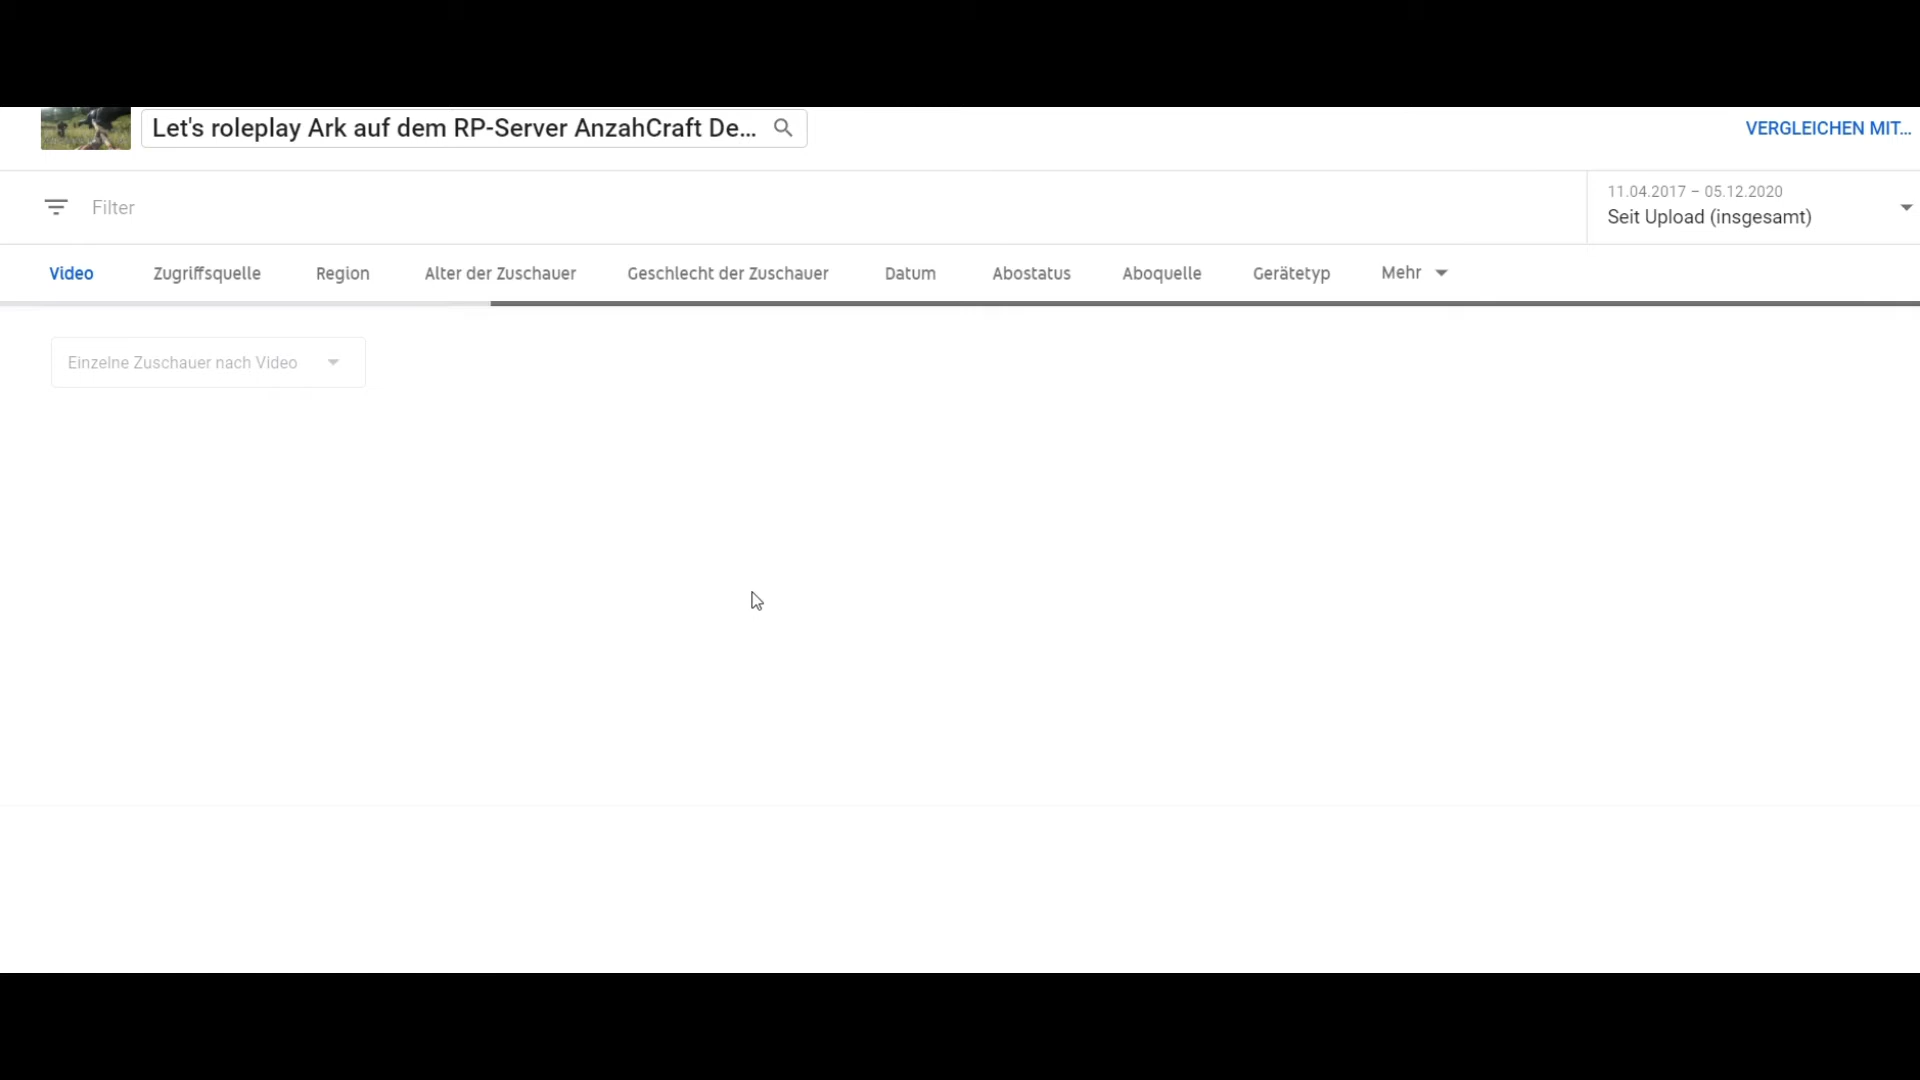 Let's roleplay Ark auf dem RP-Server AnzahCraft De...
VERGLEICHEN MIT...
Filter
11.04.2017 – 05.12.2020
Seit Upload (insgesamt)
Video Zugriffsquelle Region Alter der Zuschauer Geschlecht der Zuschauer Datum Abostatus Aboquelle Gerätetyp Mehr
Einzelne Zuschauer nach Video